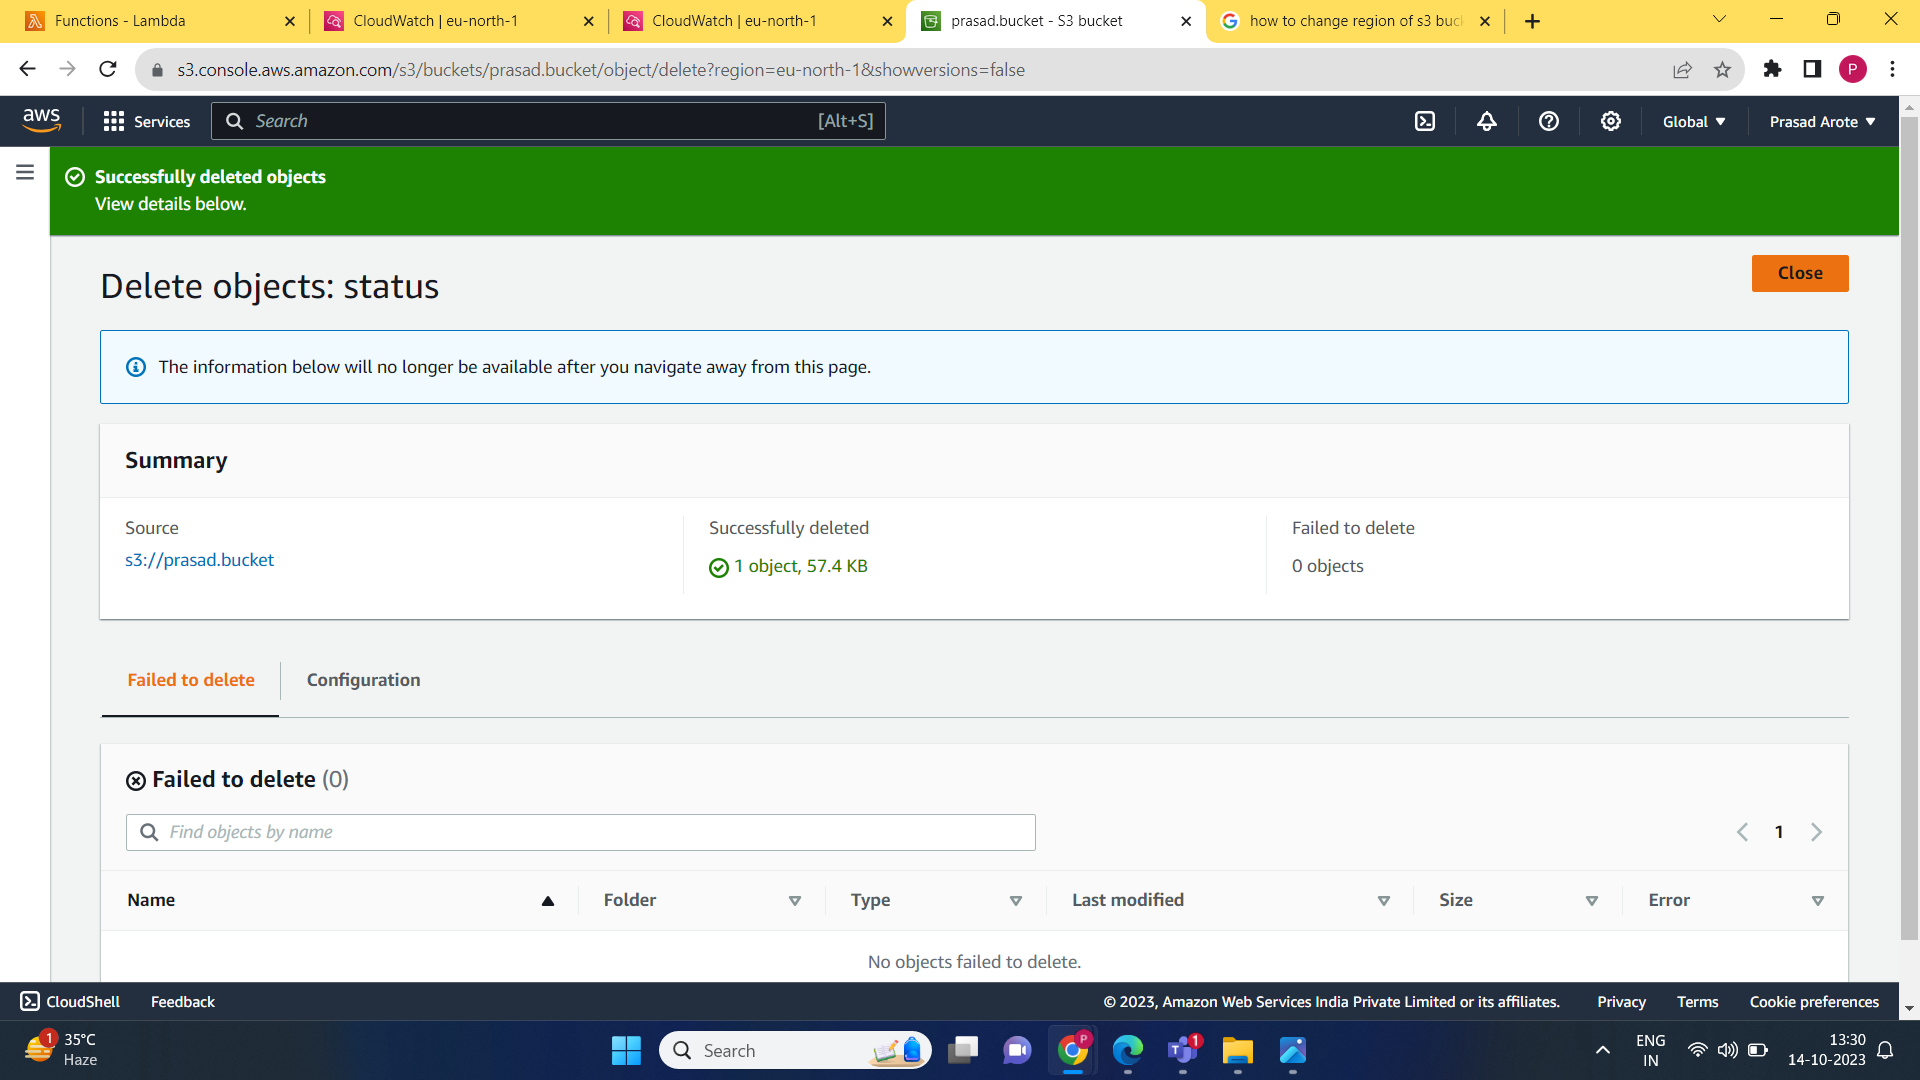 Functions - Lambda
CloudWatch | eu-north-1
CloudWatch | eu-north-1
prasad.bucket - S3 bucket
how to change region of s3 buc
s3.console.aws.amazon.com/s3/buckets/prasad.bucket/object/delete?region=eu-north-1&showversions=false
P
aws
Services
Search
[Alt+S]
Global
Prasad Arote
Successfully deleted objects
View details below.
Delete objects: status
Close
The information below will no longer be available after you navigate away from this page.
Summary
Source
s3://prasad.bucket
Successfully deleted
1 object, 57.4 KB
Failed to delete
0 objects
Failed to delete
Configuration
Failed to delete (0)
Find objects by name
1
Name
Folder
Type
Last modified
Size
Error
No objects failed to delete.
CloudShell
Feedback
© 2023, Amazon Web Services India Private Limited or its affiliates.
Privacy
Terms
Cookie preferences
1
35°C
Haze
Search
P
1
ENG
IN
13:30
14-10-2023